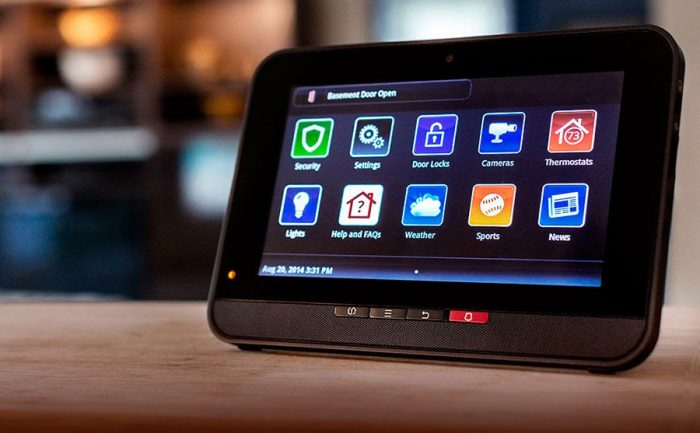 Basement Door Open
Security Settings Door Locks Cameras Thermostats
73
?
Lights Help and FAQs Weather Sports News
Aug 20, 2014 3:31 PM